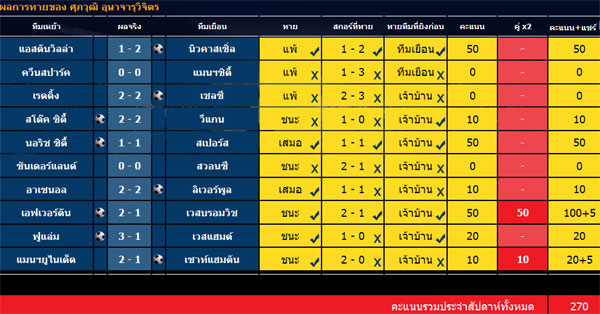 ผลการทายของ ศุภวุฒิ อุษาจารุวิจิตร
ทีมเหย้า ผลจริง ทีมเยือน ทาย สกอร์ที่ทาย ทายทีมที่ยิงก่อน คะแนน คู่ x2 คะแนน+แชร์
แอสตันวิลล่า 1 - 2 นิวคาสเซิล แพ้ 1 - 2 ทีมเยือน 50 - 50
ควีนสปาร์ค 0 - 0 แมนฯซิตี้ แพ้ 1 - 3 ทีมเยือน 0 - 0
เรดดิ้ง 2 - 2 เชลซี แพ้ 2 - 3 เจ้าบ้าน 0 - 0
สโต๊ค ซิตี้ 2 - 2 วีแกน ชนะ 1 - 0 เจ้าบ้าน 10 - 10
นอริช ซิตี้ 1 - 1 สเปอร์ส เสมอ 1 - 1 เจ้าบ้าน 50 - 50
ซันเดอร์แลนด์ 0 - 0 สวอนซี ชนะ 2 - 1 เจ้าบ้าน 0 - 0
อาเซนอล 2 - 2 ลิเวอร์พูล เสมอ 1 - 1 เจ้าบ้าน 10 - 10
เอฟเวอร์ตัน 2 - 1 เวสบรอมวิช ชนะ 2 - 1 เจ้าบ้าน 50 50 100+5
ฟูแล่ม 3 - 1 เวสแฮมต์ ชนะ 1 - 0 เจ้าบ้าน 20 - 20
แมนฯยูไนเต็ด 2 - 1 เซาท์แฮมตัน ชนะ 2 - 0 เจ้าบ้าน 10 10 20+5
คะแนนรวมประจำสัปดาห์ทั้งหมด 270